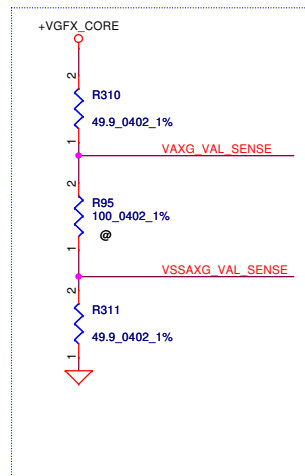 +VGFX_CORE
2
R310
49.9_0402_1%
1
VAXG_VAL_SENSE
2
R95
100_0402_1%
1
@
VSSAXG_VAL_SENSE
2
R311
49.9_0402_1%
1